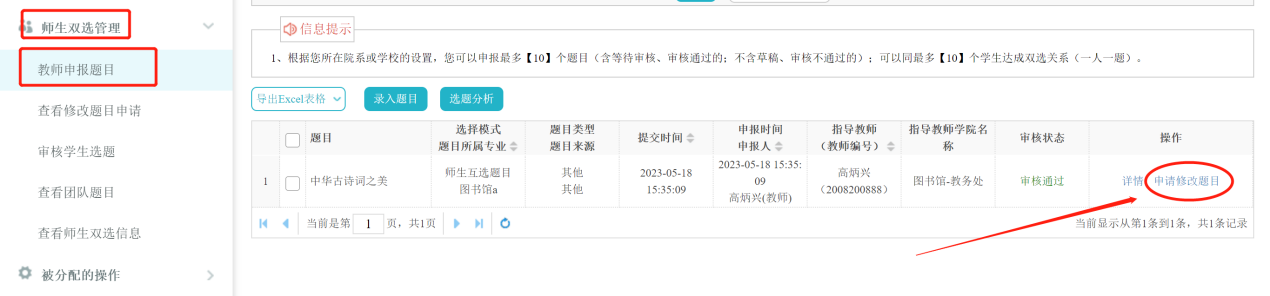 师生双选管理
教师申报题目
查看修改题目申请
审核学生选题
查看团队题目
查看师生双选信息
被分配的操作
信息提示
1、根据您所在院系或学校的设置，您可以申报最多【10】个题目（含等待审核、审核通过的；不含草稿、审核不通过的）；可以同最多【10】个学生达成双选关系（一人一题）。
导出Excel表格 录入题目 选题分析
题目 选择模式 题目所属专业 题目类型 题目来源 提交时间 申报时间 申报人 指导教师 （教师编号） 指导教师学院名称 审核状态 操作
1 中华古诗词之美 师生互选题目 图书馆a 其他 其他 2023-05-18 15:35:09 2023-05-18 15:35:09 高炳兴(教师) 高炳兴 （2008200888） 图书馆-教务处 审核通过 详情 申请修改题目
当前是第 1 页，共1页 当前显示从第1条到1条，共1条记录